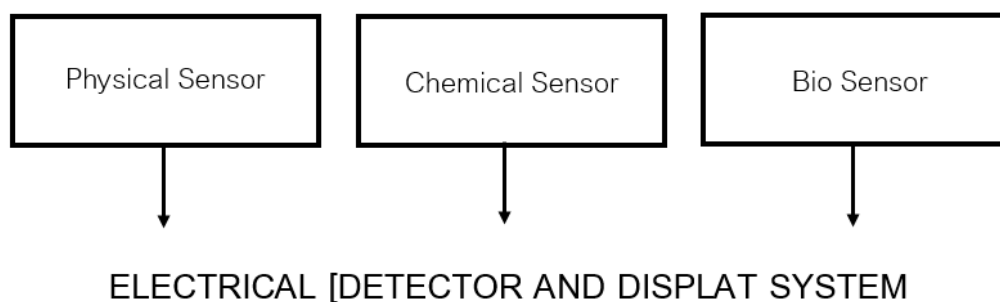 Physical Sensor
Chemical Sensor
Bio Sensor
ELECTRICAL [DETECTOR AND DISPLAT SYSTEM